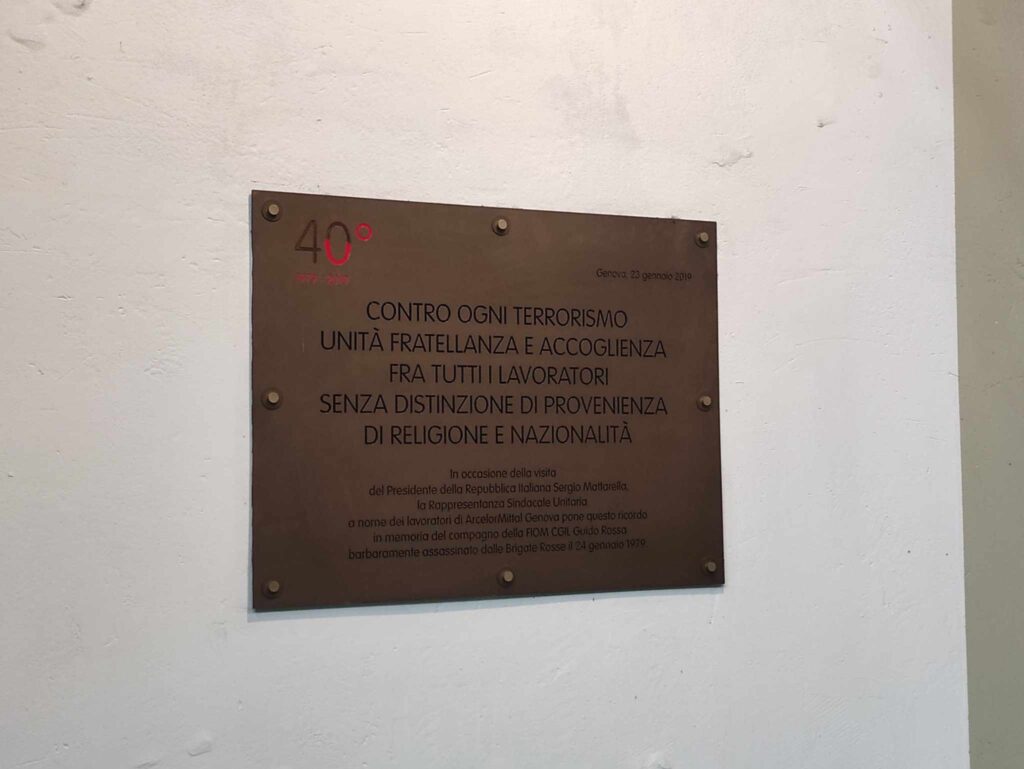 40°
1979 - 2019
Genova, 23 gennaio 2019
CONTRO OGNI TERRORISMO
UNITÀ FRATELLANZA E ACCOGLIENZA
FRA TUTTI I LAVORATORI
SENZA DISTINZIONE DI PROVENIENZA
DI RELIGIONE E NAZIONALITÀ
In occasione della visita
del Presidente della Repubblica Italiana Sergio Mattarella,
la Rappresentanza Sindacale Unitaria
a nome dei lavoratori di ArcelorMittal Genova pone questo ricordo
in memoria del compagno della FIOM CGIL Guido Rossa
barbaramente assassinato dalle Brigate Rosse il 24 gennaio 1979.